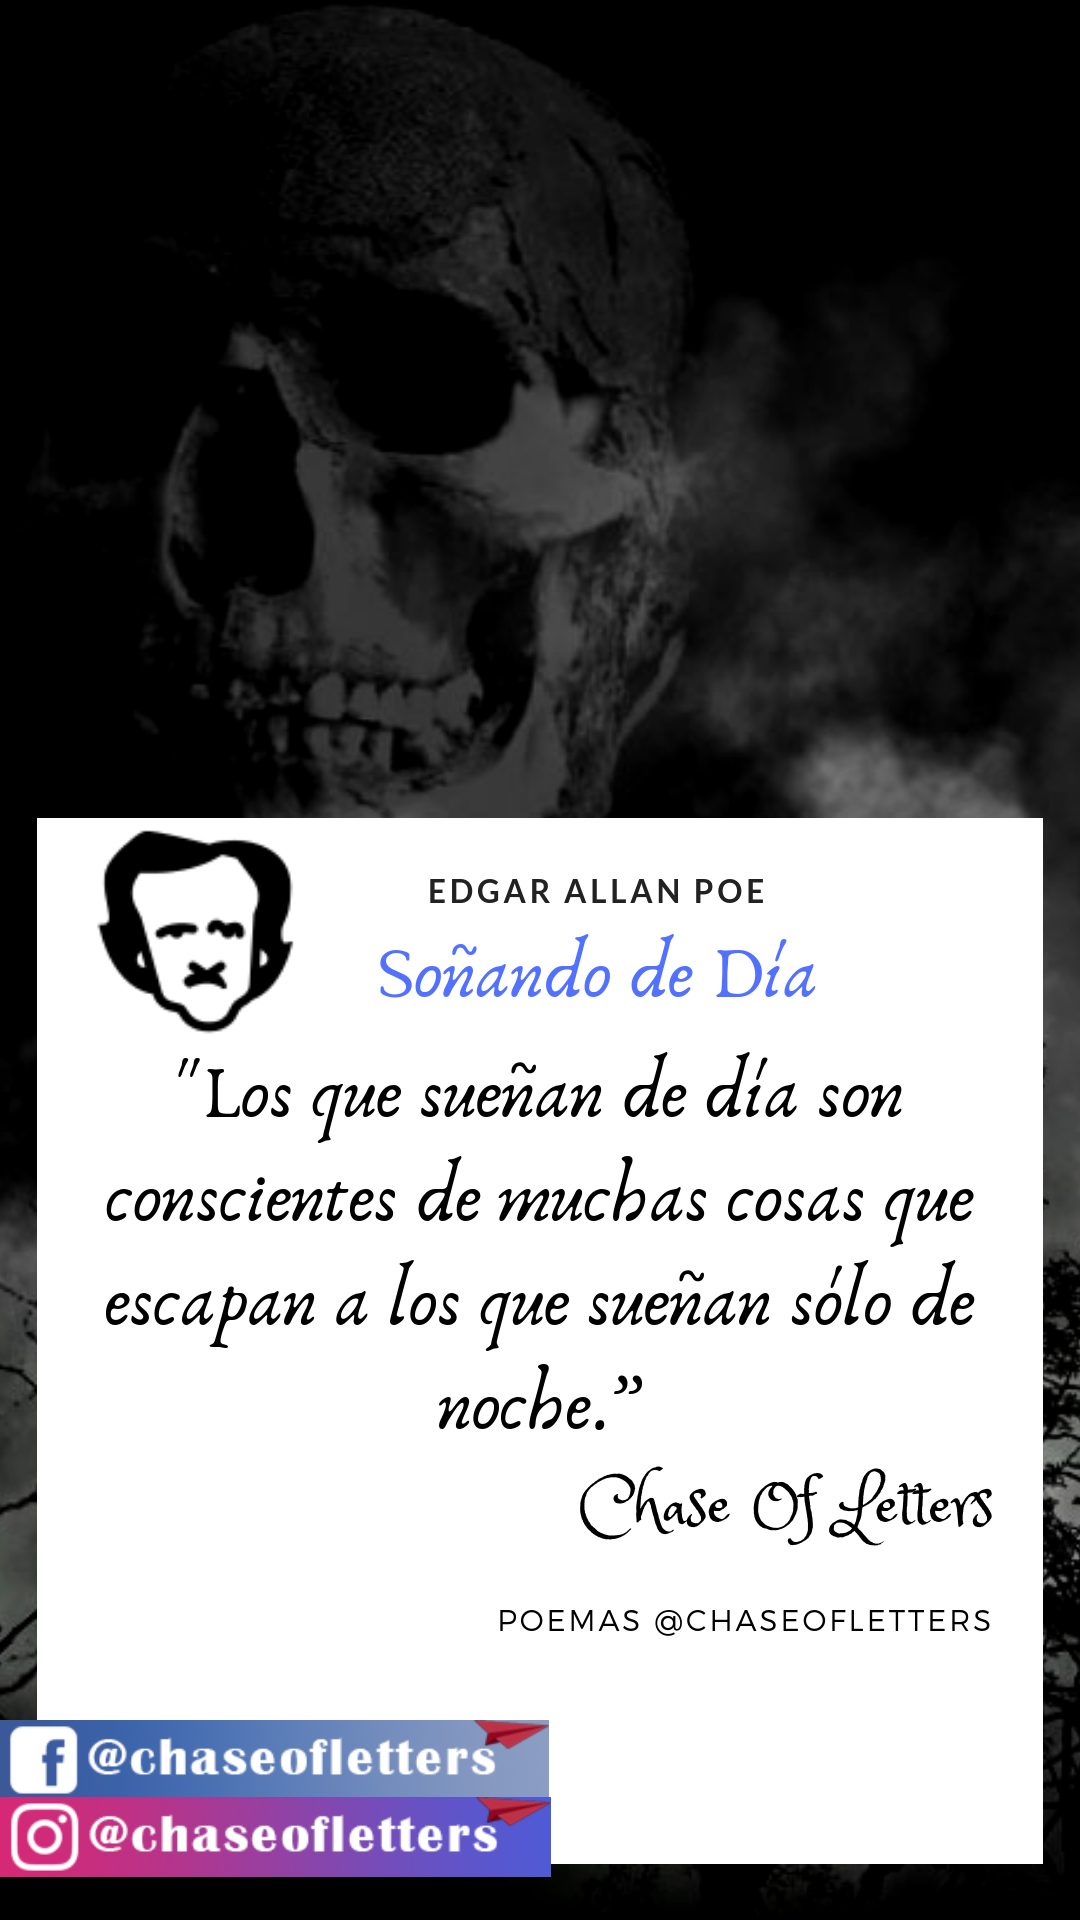 EDGAR ALLAN POE
Soñando de Día
"Los que sueñan de día son
conscientes de muchas cosas que
escapan a los que sueñan sólo de
noche.”
Chase Of Letters
POEMAS @CHASEOFLETTERS
@chaseofletters
@chaseofletters